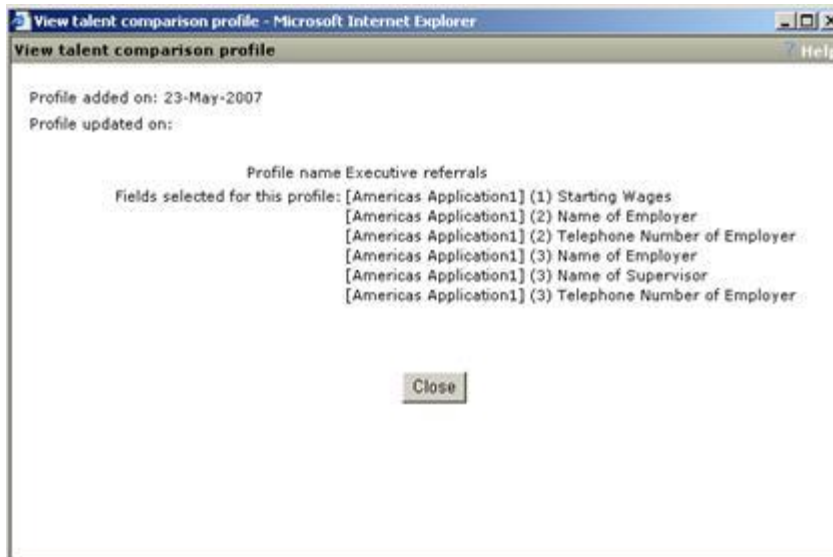 View talent comparison profile - Microsoft Internet Explorer
View talent comparison profile
? Help
Profile added on: 23-May-2007
Profile updated on:
Profile name Executive referrals
Fields selected for this profile: [Americas Application1] (1) Starting Wages
[Americas Application1] (2) Name of Employer
[Americas Application1] (2) Telephone Number of Employer
[Americas Application1] (3) Name of Employer
[Americas Application1] (3) Name of Supervisor
[Americas Application1] (3) Telephone Number of Employer
Close